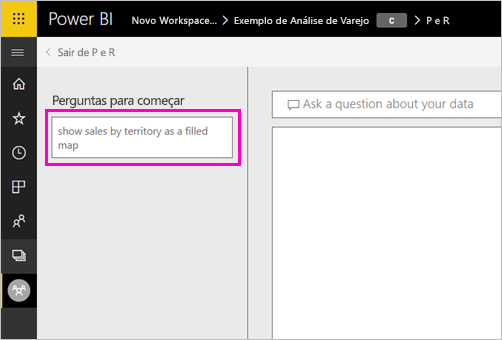 Power BI Novo Workspace... > Exemplo de Análise de Varejo C > P e R
< Sair de P e R
Perguntas para começar
Ask a question about your data
show sales by territory as a filled
map